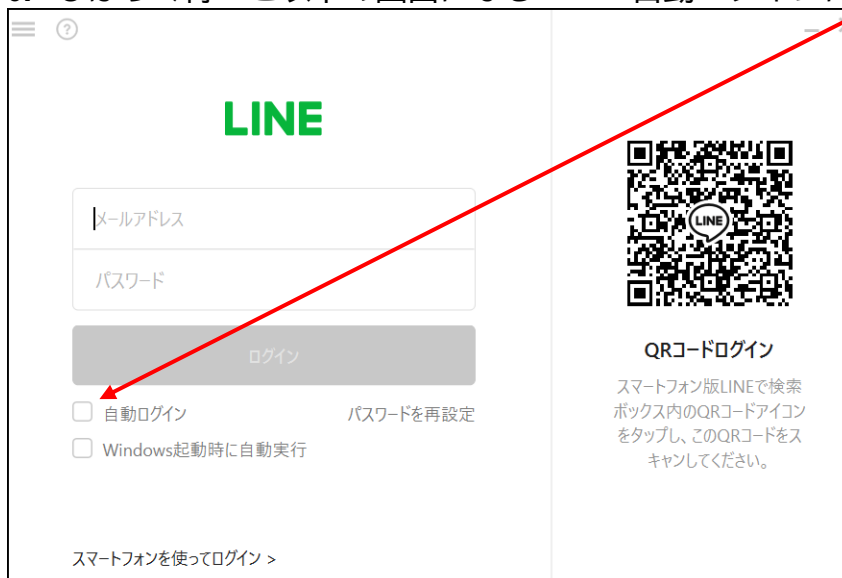 LINE
メールアドレス
パスワード
ログイン
自動ログイン
パスワードを再設定
Windows起動時に自動実行
スマートフォンを使ってログイン >
LINE
QRコードログイン
スマートフォン版LINEで検索
ボックス内のQRコードアイコン
をタップし、このQRコードをス
キャンしてください。